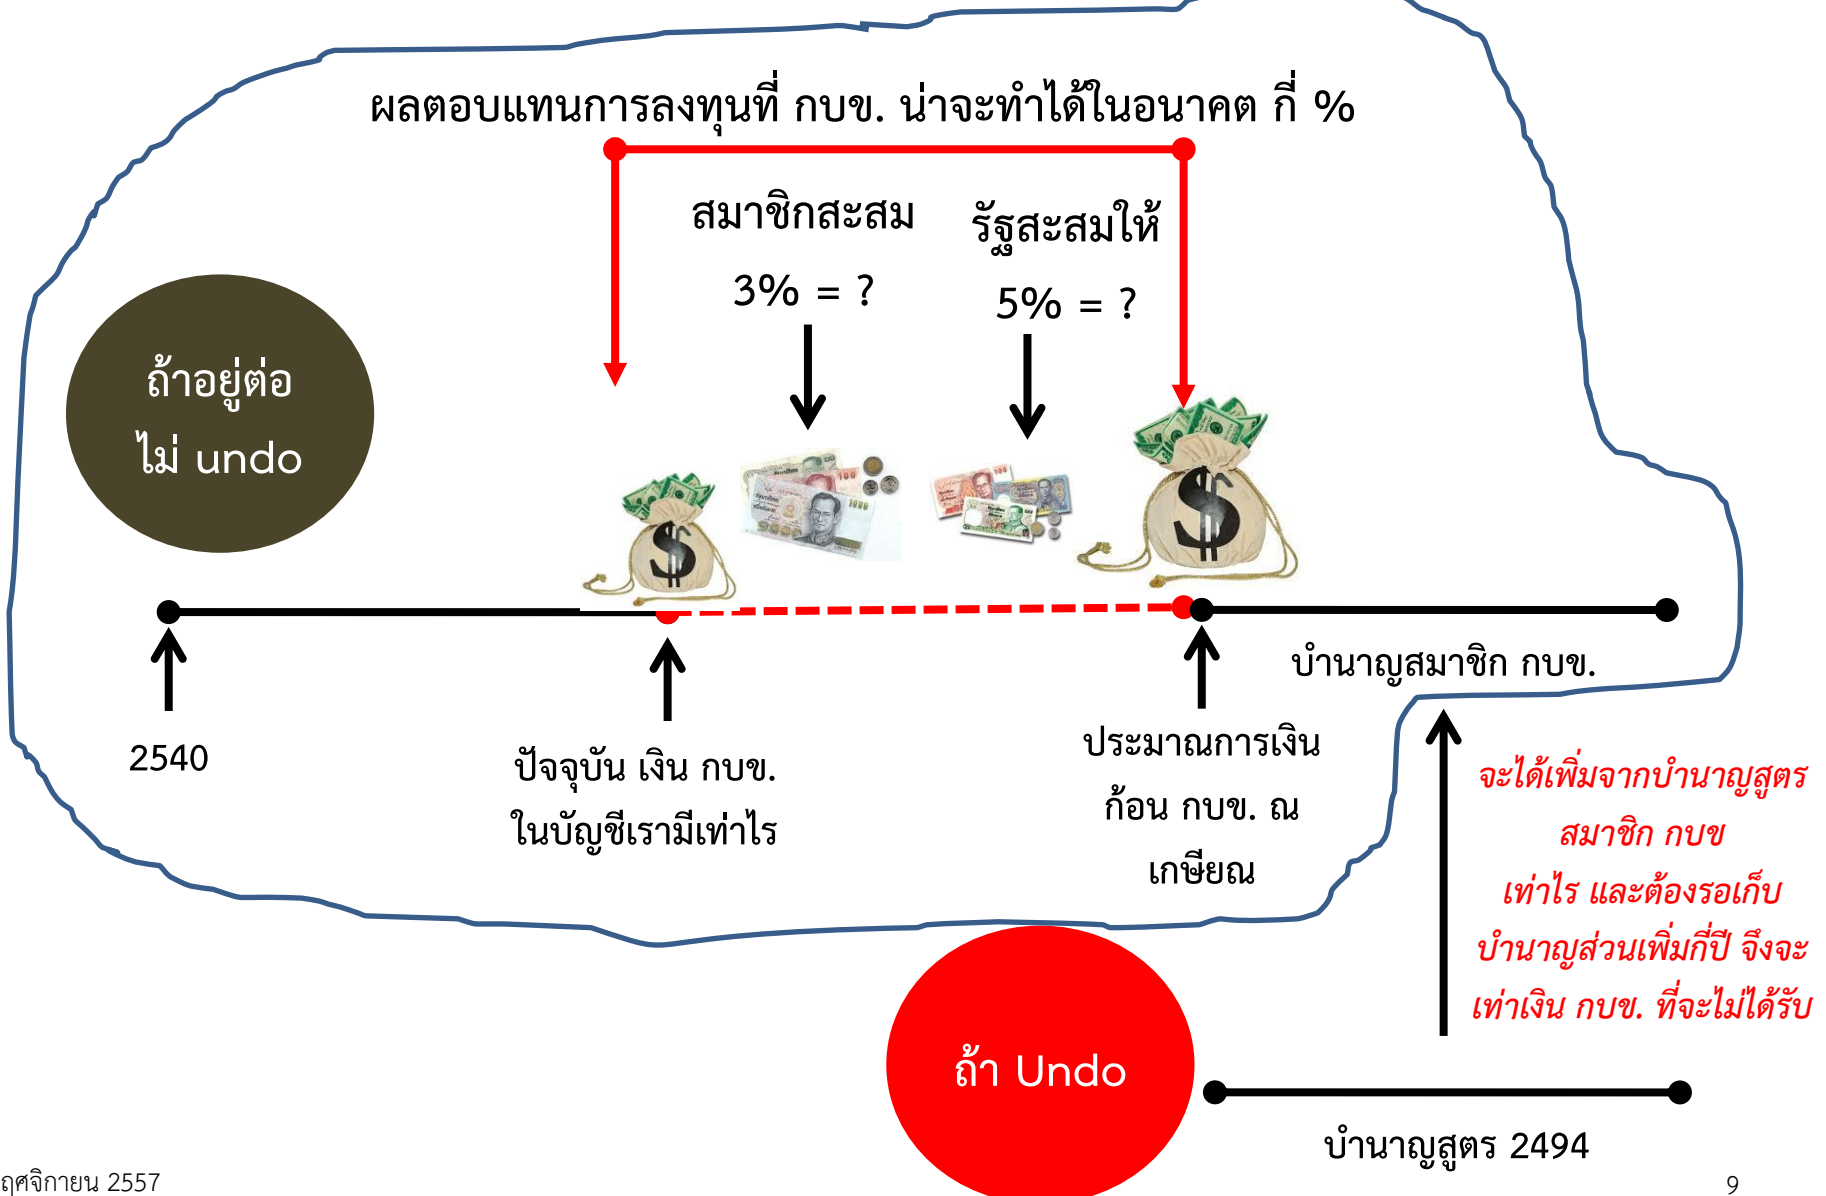 ผลตอบแทนการลงทุนที่ กบข. น่าจะทำได้ในอนาคต กี่ %
สมาชิกสะสม
3% = ?
รัฐสะสมให้
5% = ?
ถ้าอยู่ต่อ
ไม่ undo
2540
ปัจจุบัน เงิน กบข.
ในบัญชีเรามีเท่าไร
ประมาณการเงิน
ก้อน กบข. ณ
เกษียณ
บำนาญสมาชิก กบข.
จะได้เพิ่มจากบำนาญสูตร
สมาชิก กบข
เท่าไร และต้องรอเก็บ
บำนาญส่วนเพิ่มกี่ปี จึงจะ
เท่าเงิน กบข. ที่จะไม่ได้รับ
ถ้า Undo
บำนาญสูตร 2494
ฤศจิกายน 2557
9